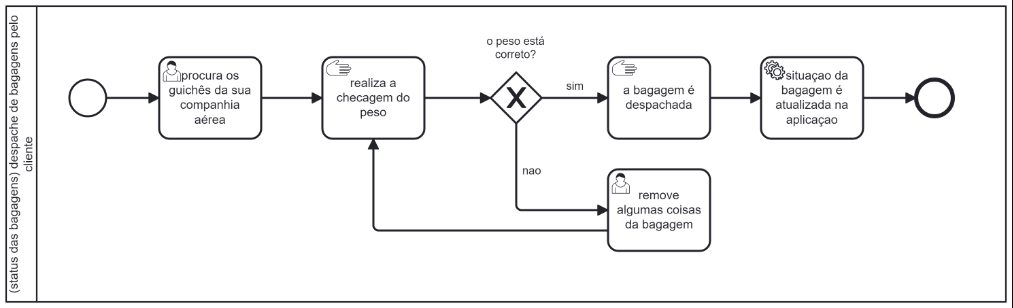 (status das bagagens) despache de bagagens pelo
cliente
procura os
guichês da sua
companhia
aérea
realiza a
checagem do
peso
o peso está
correto?
sim
a bagagem é
despachada
situaçao da
bagagem é
atualizada na
aplicaçao
nao
remove
algumas coisas
da bagagem